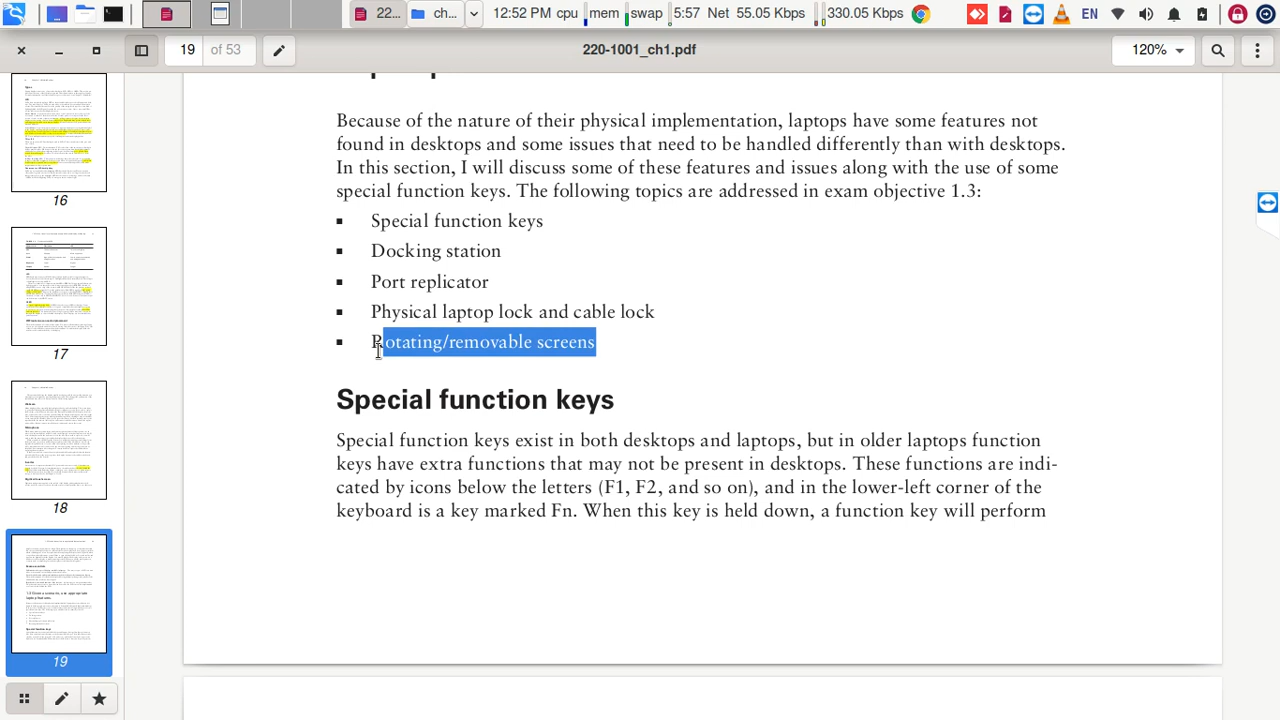 22...
ch...
12:57 PM cpu
mem
swap
5:57 Int 55.05 Kbps
330.05 Kbps
EN
19
of 53
220-1001_ch1.pdf
120%
Because of the nature of their physical implementation, laptops have some features not
found in desktops and sometimes the need to be handled differently than with desktops.
In this section, we'll discuss some of these features and issues along with the use of some
special function keys. The following topics are addressed in exam objective 1.3:
▪ Special function keys
▪ Docking station
▪ Port replicator
▪ Physical laptop lock and cable lock
▪ Rotating/removable screens
Special function keys
Special function keys exist in both desktops and laptops, but in older laptops function
keys have extra functions that may not be present in desktops. These functions are indi-
cated by icons below the letters (F1, F2, and so on), and in the lower-left corner of the
keyboard is a key marked Fn. When this key is held down, a function key will perform
16
17
18
19